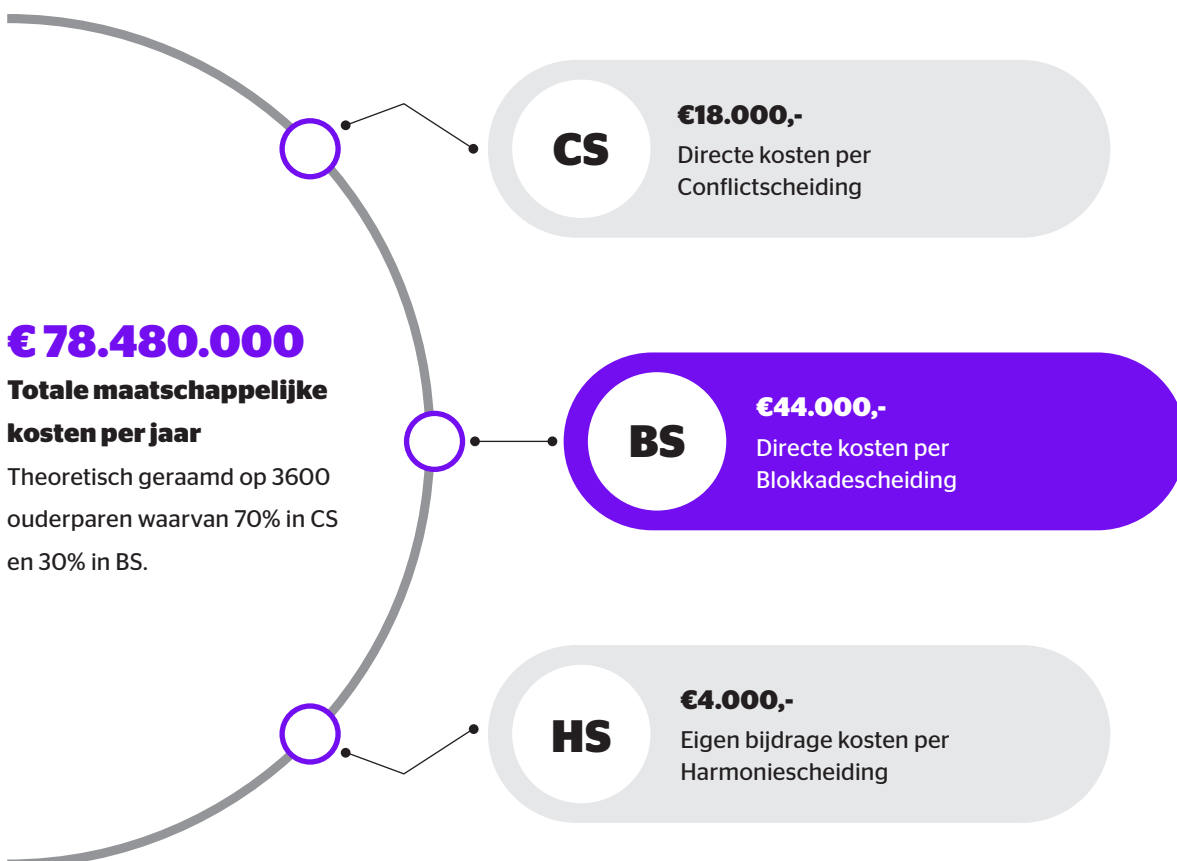 CS
€18.000,-
Directe kosten per
Conflictscheiding
€ 78.480.000
Totale maatschappelijke
kosten per jaar
Theoretisch geraamd op 3600
ouderparen waarvan 70% in CS
en 30% in BS.
BS
€44.000,-
Directe kosten per
Blokkadescheiding
HS
€4.000,-
Eigen bijdrage kosten per
Harmoniescheiding